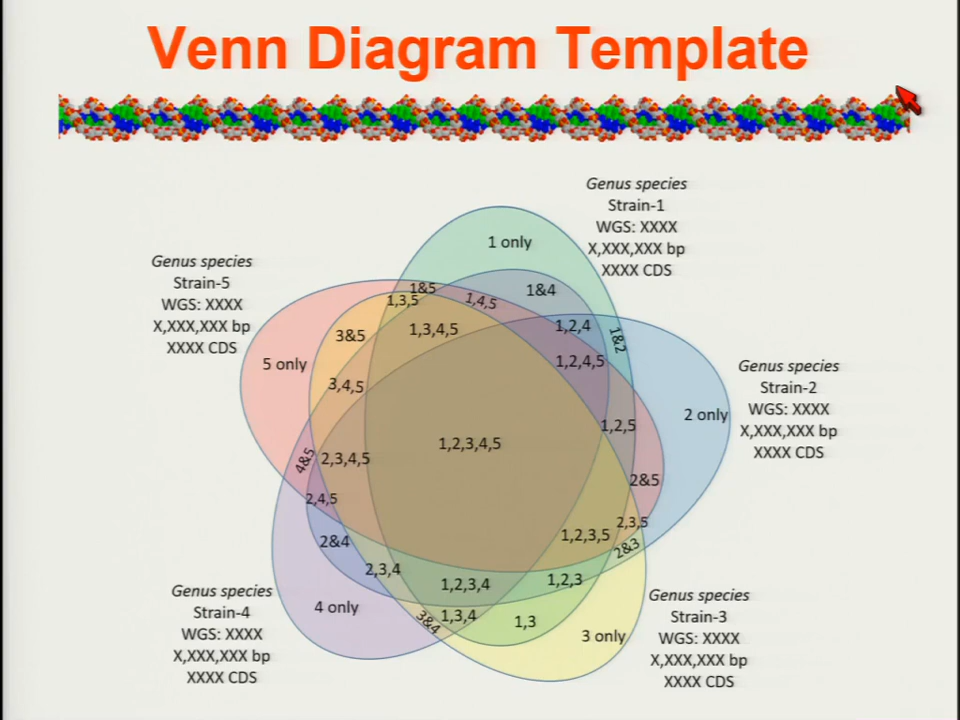 Venn Diagram Template
Genus species
Strain-1
WGS: XXXX
X,XXX,XXX bp
XXXX CDS
Genus species
Strain-5
WGS: XXXX
X,XXX,XXX bp
XXXX CDS
Genus species
Strain-2
WGS: XXXX
X,XXX,XXX bp
XXXX CDS
Genus species
Strain-4
WGS: XXXX
X,XXX,XXX bp
XXXX CDS
Genus species
Strain-3
WGS: XXXX
X,XXX,XXX bp
XXXX CDS
1 only
1&5
1&4
1,3,5
1,4,5
1,3,4,5
1,2,4
1&2
3&5
5 only
1,2,4,5
3,4,5
2 only
1,2,5
1,2,3,4,5
4&5
2,3,4,5
2&5
2,4,5
2,3,5
1,2,3,5
2&4
2&3
2,3,4
1,2,3,4
1,2,3
4 only
3&4
1,3,4
1,3
3 only